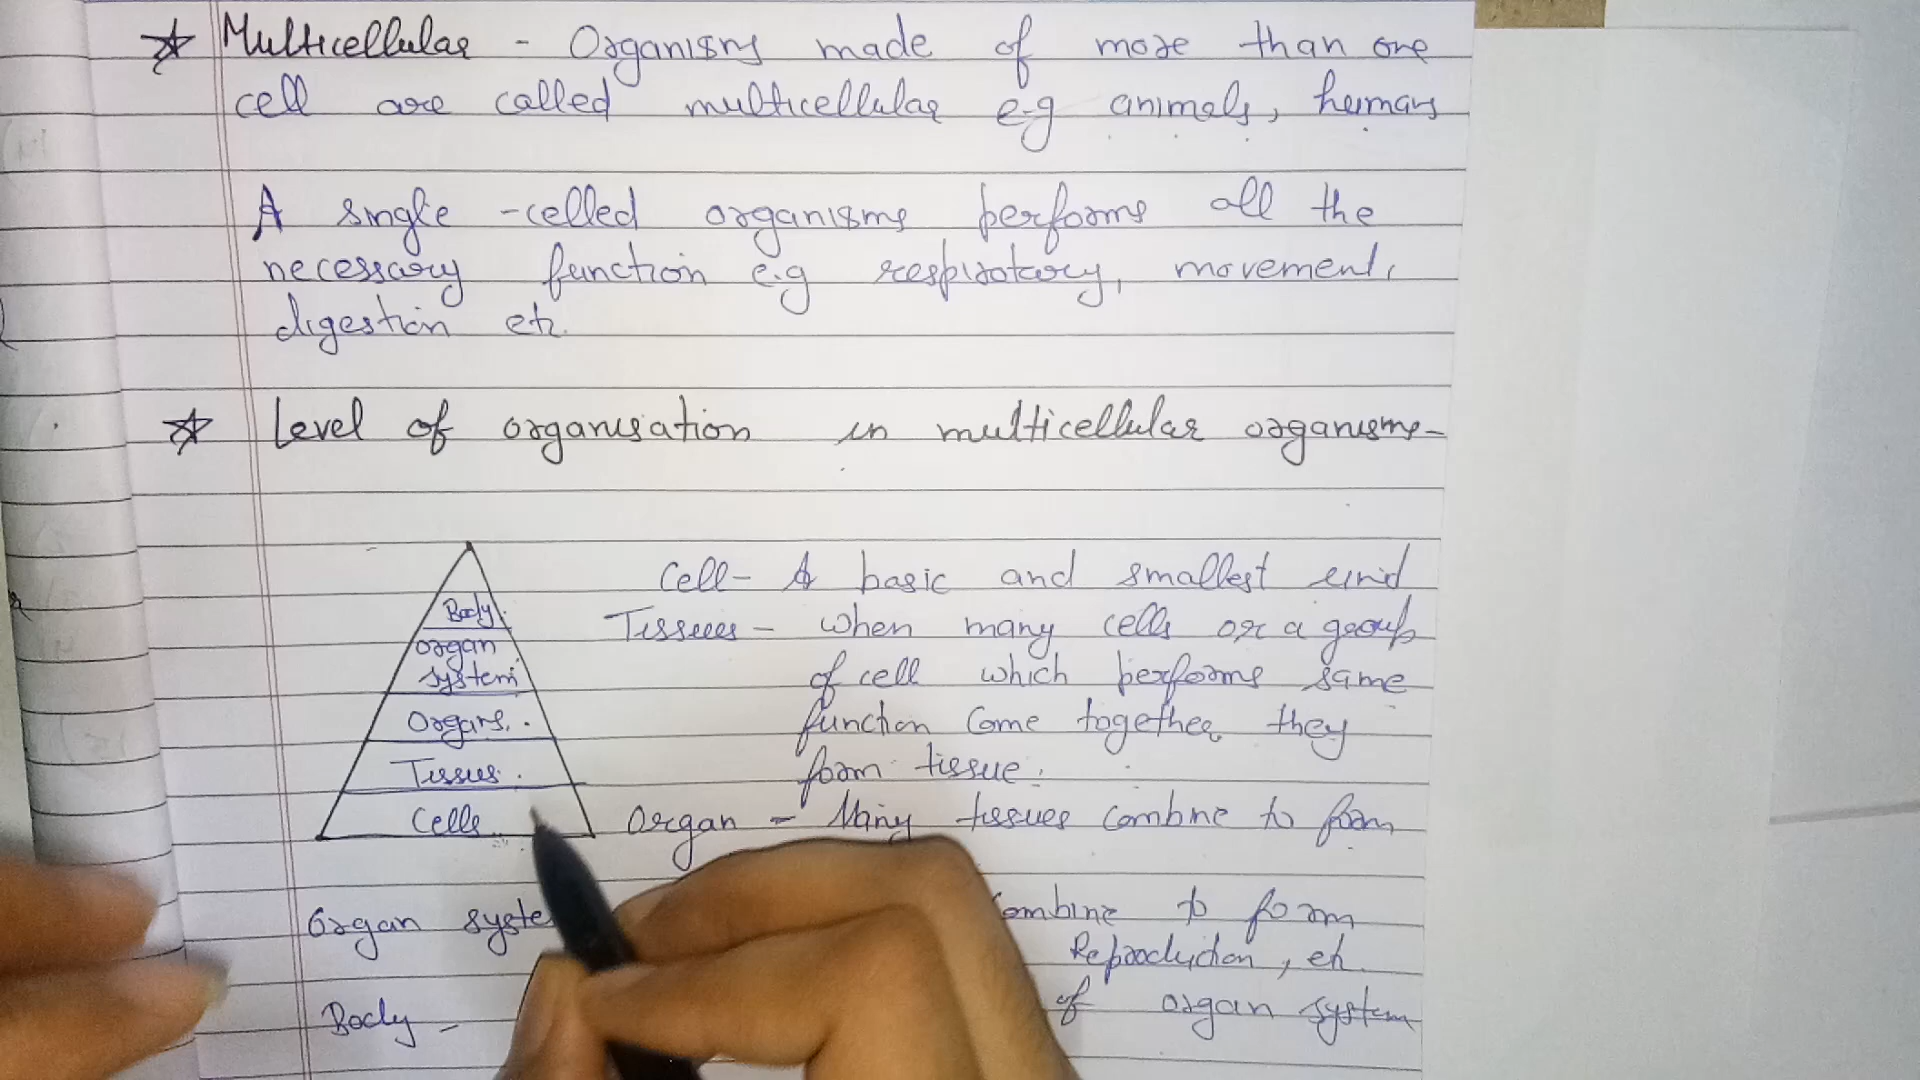 Multicellular - Organisms made of more than one
cell are called multicellular e.g animals, humans
A single -celled organisms performs all the
necessary function e.g respiratory, movement,
digestion etc.
Level of organisation in multicellular organisms-
Body.
organ
system
Organs.
Tissues.
Cells
Cell- A basic and smallest unit
Tissues - when many cells or a group
of cell which performs same
function come together they
form tissue.
Organ - Many tissues combine to form
Organ syste
combine to form
Reproduction, etc.
Body -
of organ system